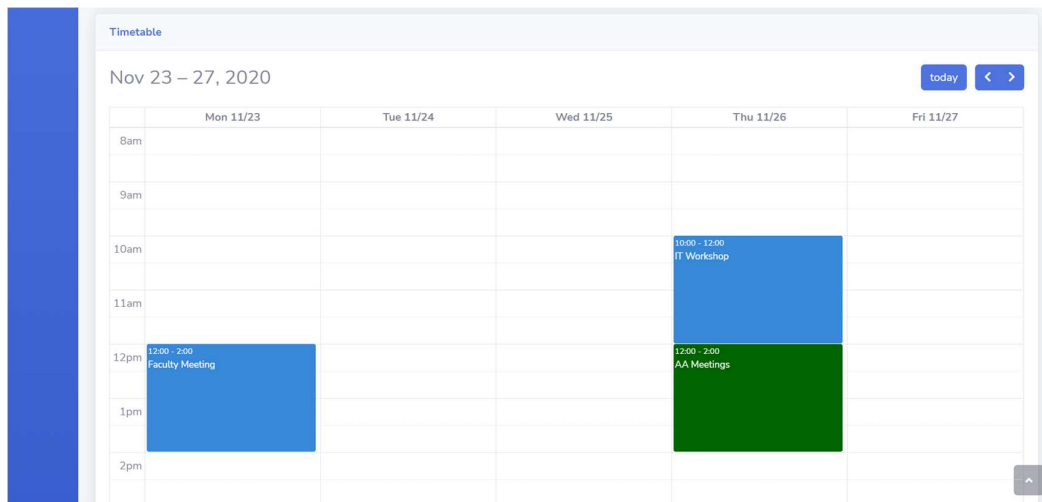 Timetable
Nov 23 – 27, 2020
today
Mon 11/23 Tue 11/24 Wed 11/25 Thu 11/26 Fri 11/27
8am
9am
10am
10:00 - 12:00
IT Workshop
11am
12pm
12:00 - 2:00
Faculty Meeting
12:00 - 2:00
AA Meetings
1pm
2pm